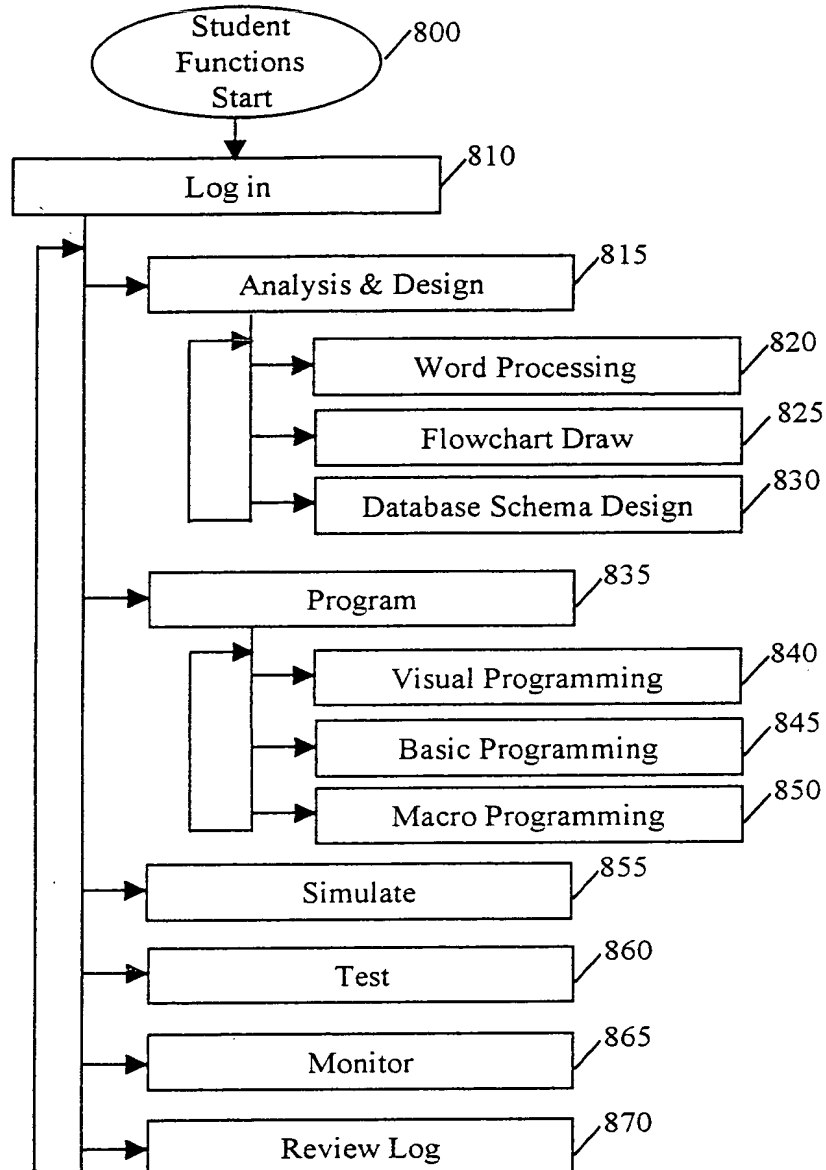 Student
Functions
Start
800
Log in
810
Analysis & Design
815
Word Processing
820
Flowchart Draw
825
Database Schema Design
830
Program
835
Visual Programming
840
Basic Programming
845
Macro Programming
850
Simulate
855
Test
860
Monitor
865
Review Log
870